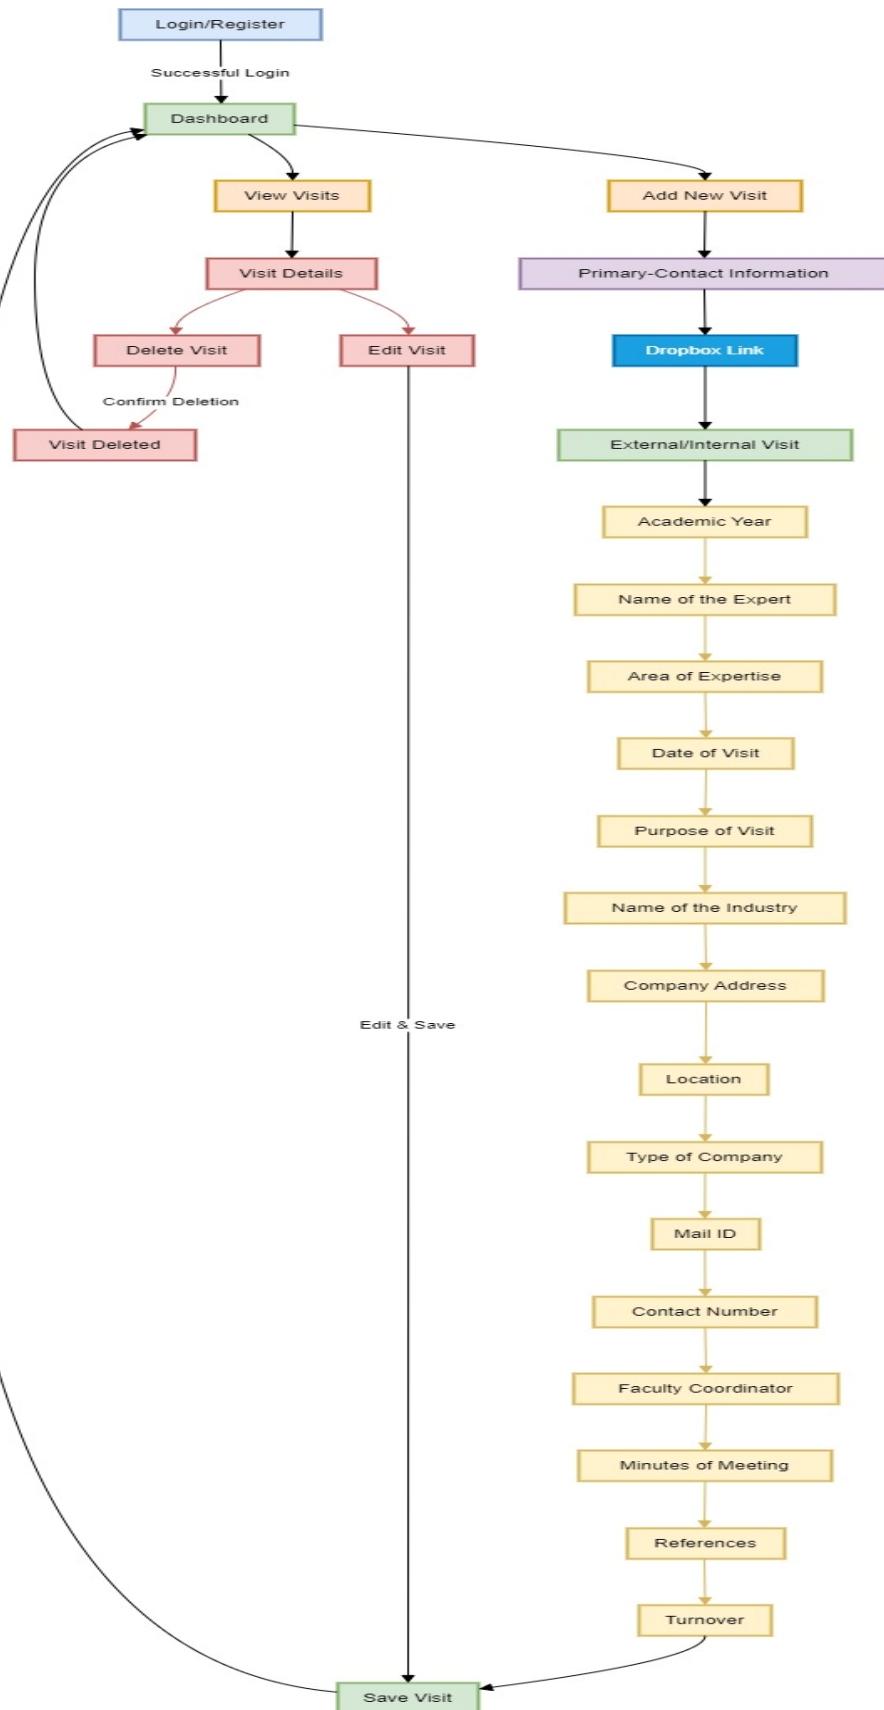 Login/Register
Successful Login
Dashboard
View Visits
Add New Visit
Visit Details
Primary-Contact Information
Delete Visit
Edit Visit
Dropbox Link
Confirm Deletion
Visit Deleted
External/Internal Visit
Academic Year
Name of the Expert
Area of Expertise
Date of Visit
Purpose of Visit
Name of the Industry
Company Address
Edit & Save
Location
Type of Company
Mail ID
Contact Number
Faculty Coordinator
Minutes of Meeting
References
Turnover
Save Visit